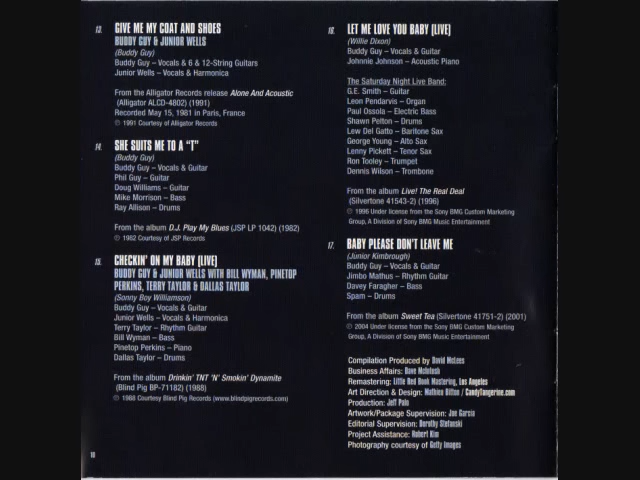 13. GIVE ME MY COAT AND SHOES
BUDDY GUY & JUNIOR WELLS
(Buddy Guy)
Buddy Guy – Vocals & 6 & 12-String Guitars
Junior Wells – Vocals & Harmonica
From the Alligator Records release Alone And Acoustic
(Alligator ALCD-4802) (1991)
Recorded May 15, 1981 in Paris, France
℗ 1991 Courtesy of Alligator Records
14. SHE SUITS ME TO A “T”
(Buddy Guy)
Buddy Guy – Vocals & Guitar
Phil Guy – Guitar
Doug Williams – Guitar
Mike Morrison – Bass
Ray Allison – Drums
From the album D.J. Play My Blues (JSP LP 1042) (1982)
℗ 1982 Courtesy of JSP Records
15. CHECKIN' ON MY BABY (LIVE)
BUDDY GUY & JUNIOR WELLS WITH BILL WYMAN, PINETOP
PERKINS, TERRY TAYLOR & DALLAS TAYLOR
(Sonny Boy Williamson)
Buddy Guy – Vocals & Guitar
Junior Wells – Vocals & Harmonica
Terry Taylor – Rhythm Guitar
Bill Wyman – Bass
Pinetop Perkins – Piano
Dallas Taylor – Drums
From the album Drinkin' TNT 'N' Smokin' Dynamite
(Blind Pig BP-71182) (1988)
℗ 1988 Courtesy Blind Pig Records (www.blindpigrecords.com)
10
16. LET ME LOVE YOU BABY (LIVE)
(Willie Dixon)
Buddy Guy – Vocals & Guitar
Johnnie Johnson – Acoustic Piano
The Saturday Night Live Band:
G.E. Smith – Guitar
Leon Pendarvis – Organ
Paul Ossola – Electric Bass
Shawn Pelton – Drums
Lew Del Gatto – Baritone Sax
George Young – Alto Sax
Lenny Pickett – Tenor Sax
Ron Tooley – Trumpet
Dennis Wilson – Trombone
From the album Live! The Real Deal
(Silvertone 41543-2) (1996)
℗ 1996 Under license from the Sony BMG Custom Marketing
Group, A Division of Sony BMG Music Entertainment
17. BABY PLEASE DON'T LEAVE ME
(Junior Kimbrough)
Buddy Guy – Vocals & Guitar
Jimbo Mathus – Rhythm Guitar
Davey Faragher – Bass
Spam – Drums
From the album Sweet Tea (Silvertone 41751-2) (2001)
℗ 2004 Under license from the Sony BMG Custom Marketing
Group, A Division of Sony BMG Music Entertainment
Compilation Produced by David McLees
Business Affairs: Dave McIntosh
Remastering: Little Red Book Mastering, Los Angeles
Art Direction & Design: Mathieu Bitton / Candytangerine.com
Production: Jeff Palo
Artwork/Package Supervision: Joe Garcia
Editorial Supervision: Dorothy Stefanski
Project Assistance: Robert Kim
Photography courtesy of Getty Images